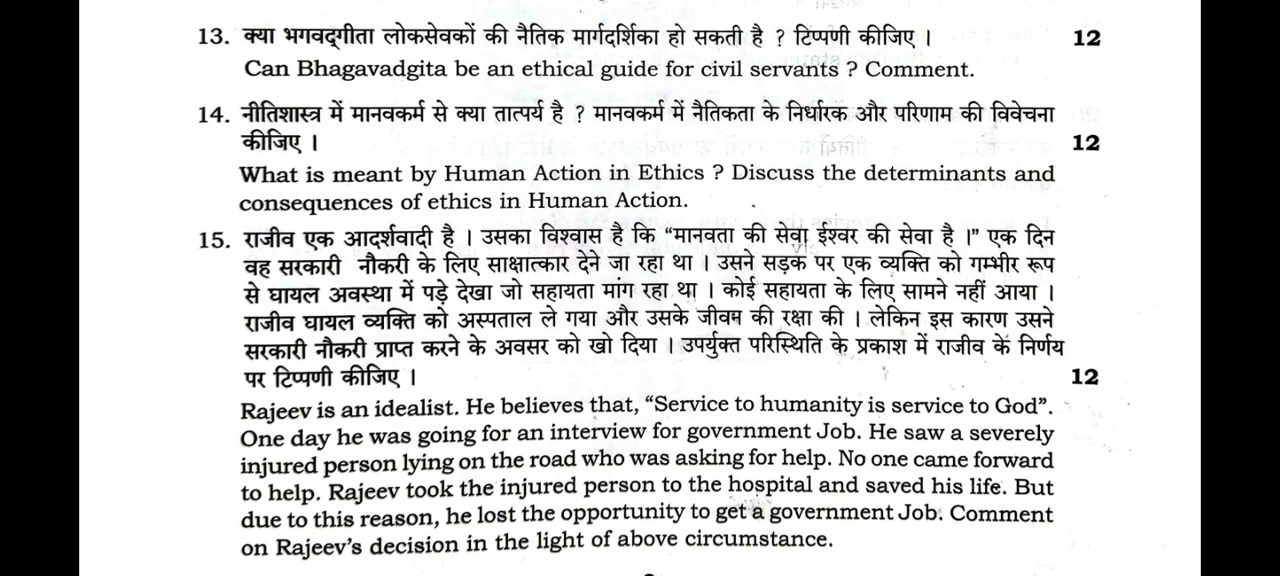 13. क्या भगवद्गीता लोकसेवकों की नैतिक मार्गदर्शिका हो सकती है ? टिप्पणी कीजिए । 12
Can Bhagavadgita be an ethical guide for civil servants ? Comment.
14. नीतिशास्त्र में मानवकर्म से क्या तात्पर्य है ? मानवकर्म में नैतिकता के निर्धारक और परिणाम की विवेचना
कीजिए । 12
What is meant by Human Action in Ethics ? Discuss the determinants and
consequences of ethics in Human Action.
15. राजीव एक आदर्शवादी है । उसका विश्वास है कि “मानवता की सेवा ईश्वर की सेवा है ।” एक दिन
वह सरकारी नौकरी के लिए साक्षात्कार देने जा रहा था । उसने सड़क पर एक व्यक्ति को गम्भीर रूप
से घायल अवस्था में पड़े देखा जो सहायता मांग रहा था । कोई सहायता के लिए सामने नहीं आया ।
राजीव घायल व्यक्ति को अस्पताल ले गया और उसके जीवन की रक्षा की । लेकिन इस कारण उसने
सरकारी नौकरी प्राप्त करने के अवसर को खो दिया । उपर्युक्त परिस्थिति के प्रकाश में राजीव के निर्णय
पर टिप्पणी कीजिए । 12
Rajeev is an idealist. He believes that, “Service to humanity is service to God”.
One day he was going for an interview for government Job. He saw a severely
injured person lying on the road who was asking for help. No one came forward
to help. Rajeev took the injured person to the hospital and saved his life. But
due to this reason, he lost the opportunity to get a government Job. Comment
on Rajeev’s decision in the light of above circumstance.